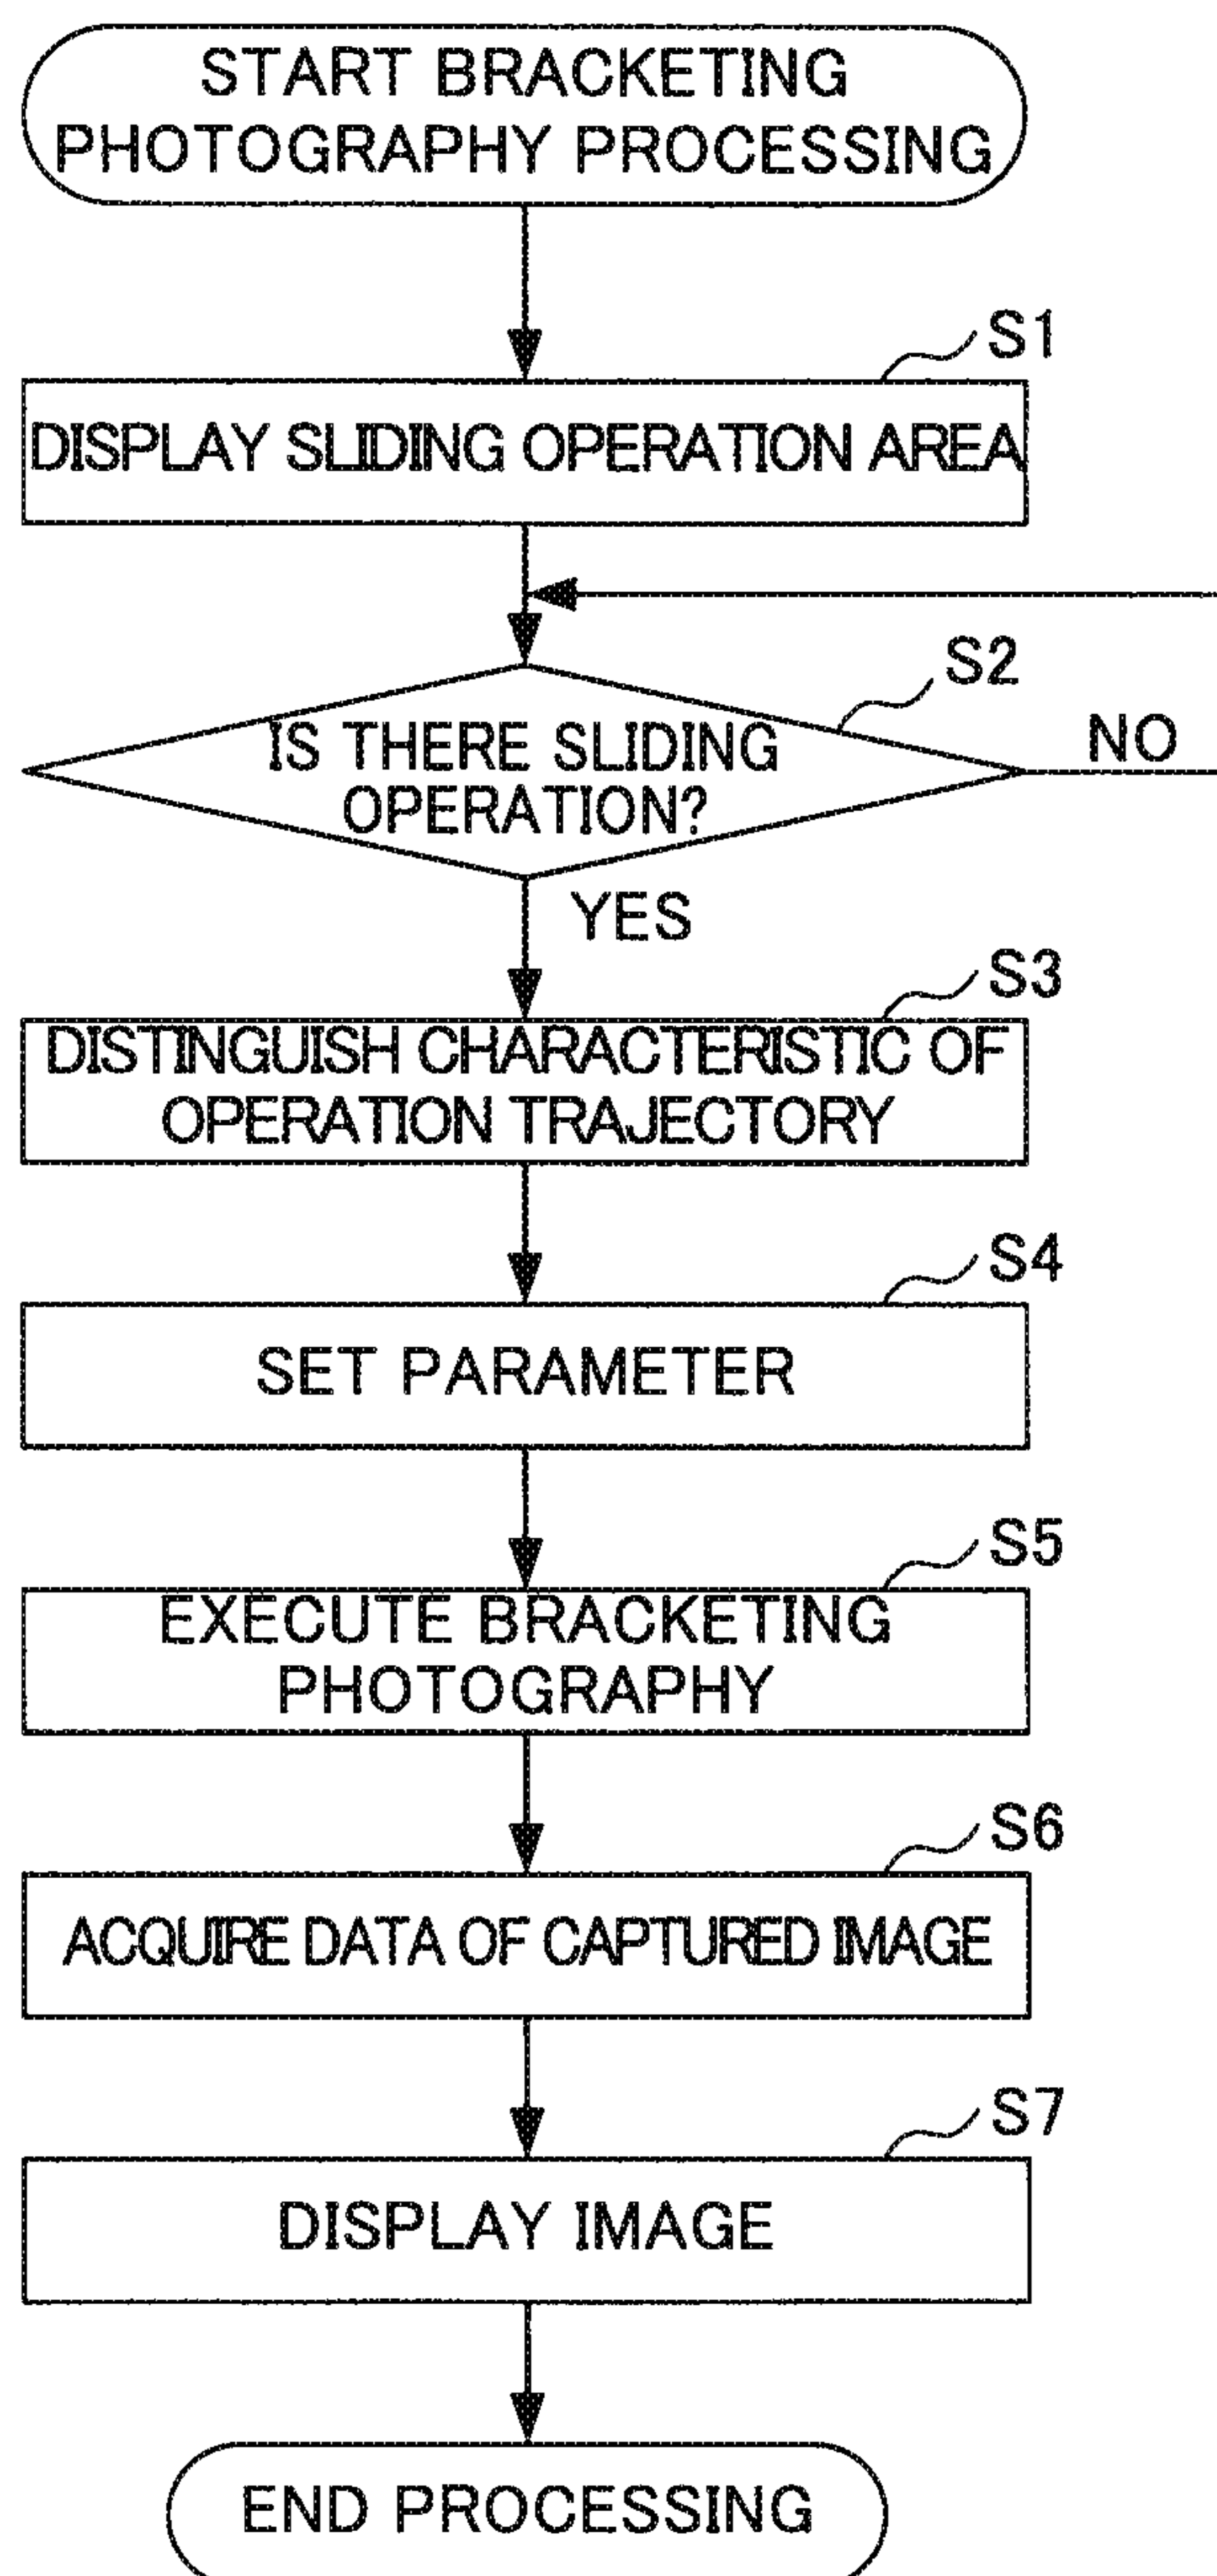 START BRACKETING
PHOTOGRAPHY PROCESSING
S1
DISPLAY SLIDING OPERATION AREA
S2
IS THERE SLIDING
OPERATION?
NO
YES
S3
DISTINGUISH CHARACTERISTIC OF
OPERATION TRAJECTORY
S4
SET PARAMETER
S5
EXECUTE BRACKETING
PHOTOGRAPHY
S6
ACQUIRE DATA OF CAPTURED IMAGE
S7
DISPLAY IMAGE
END PROCESSING